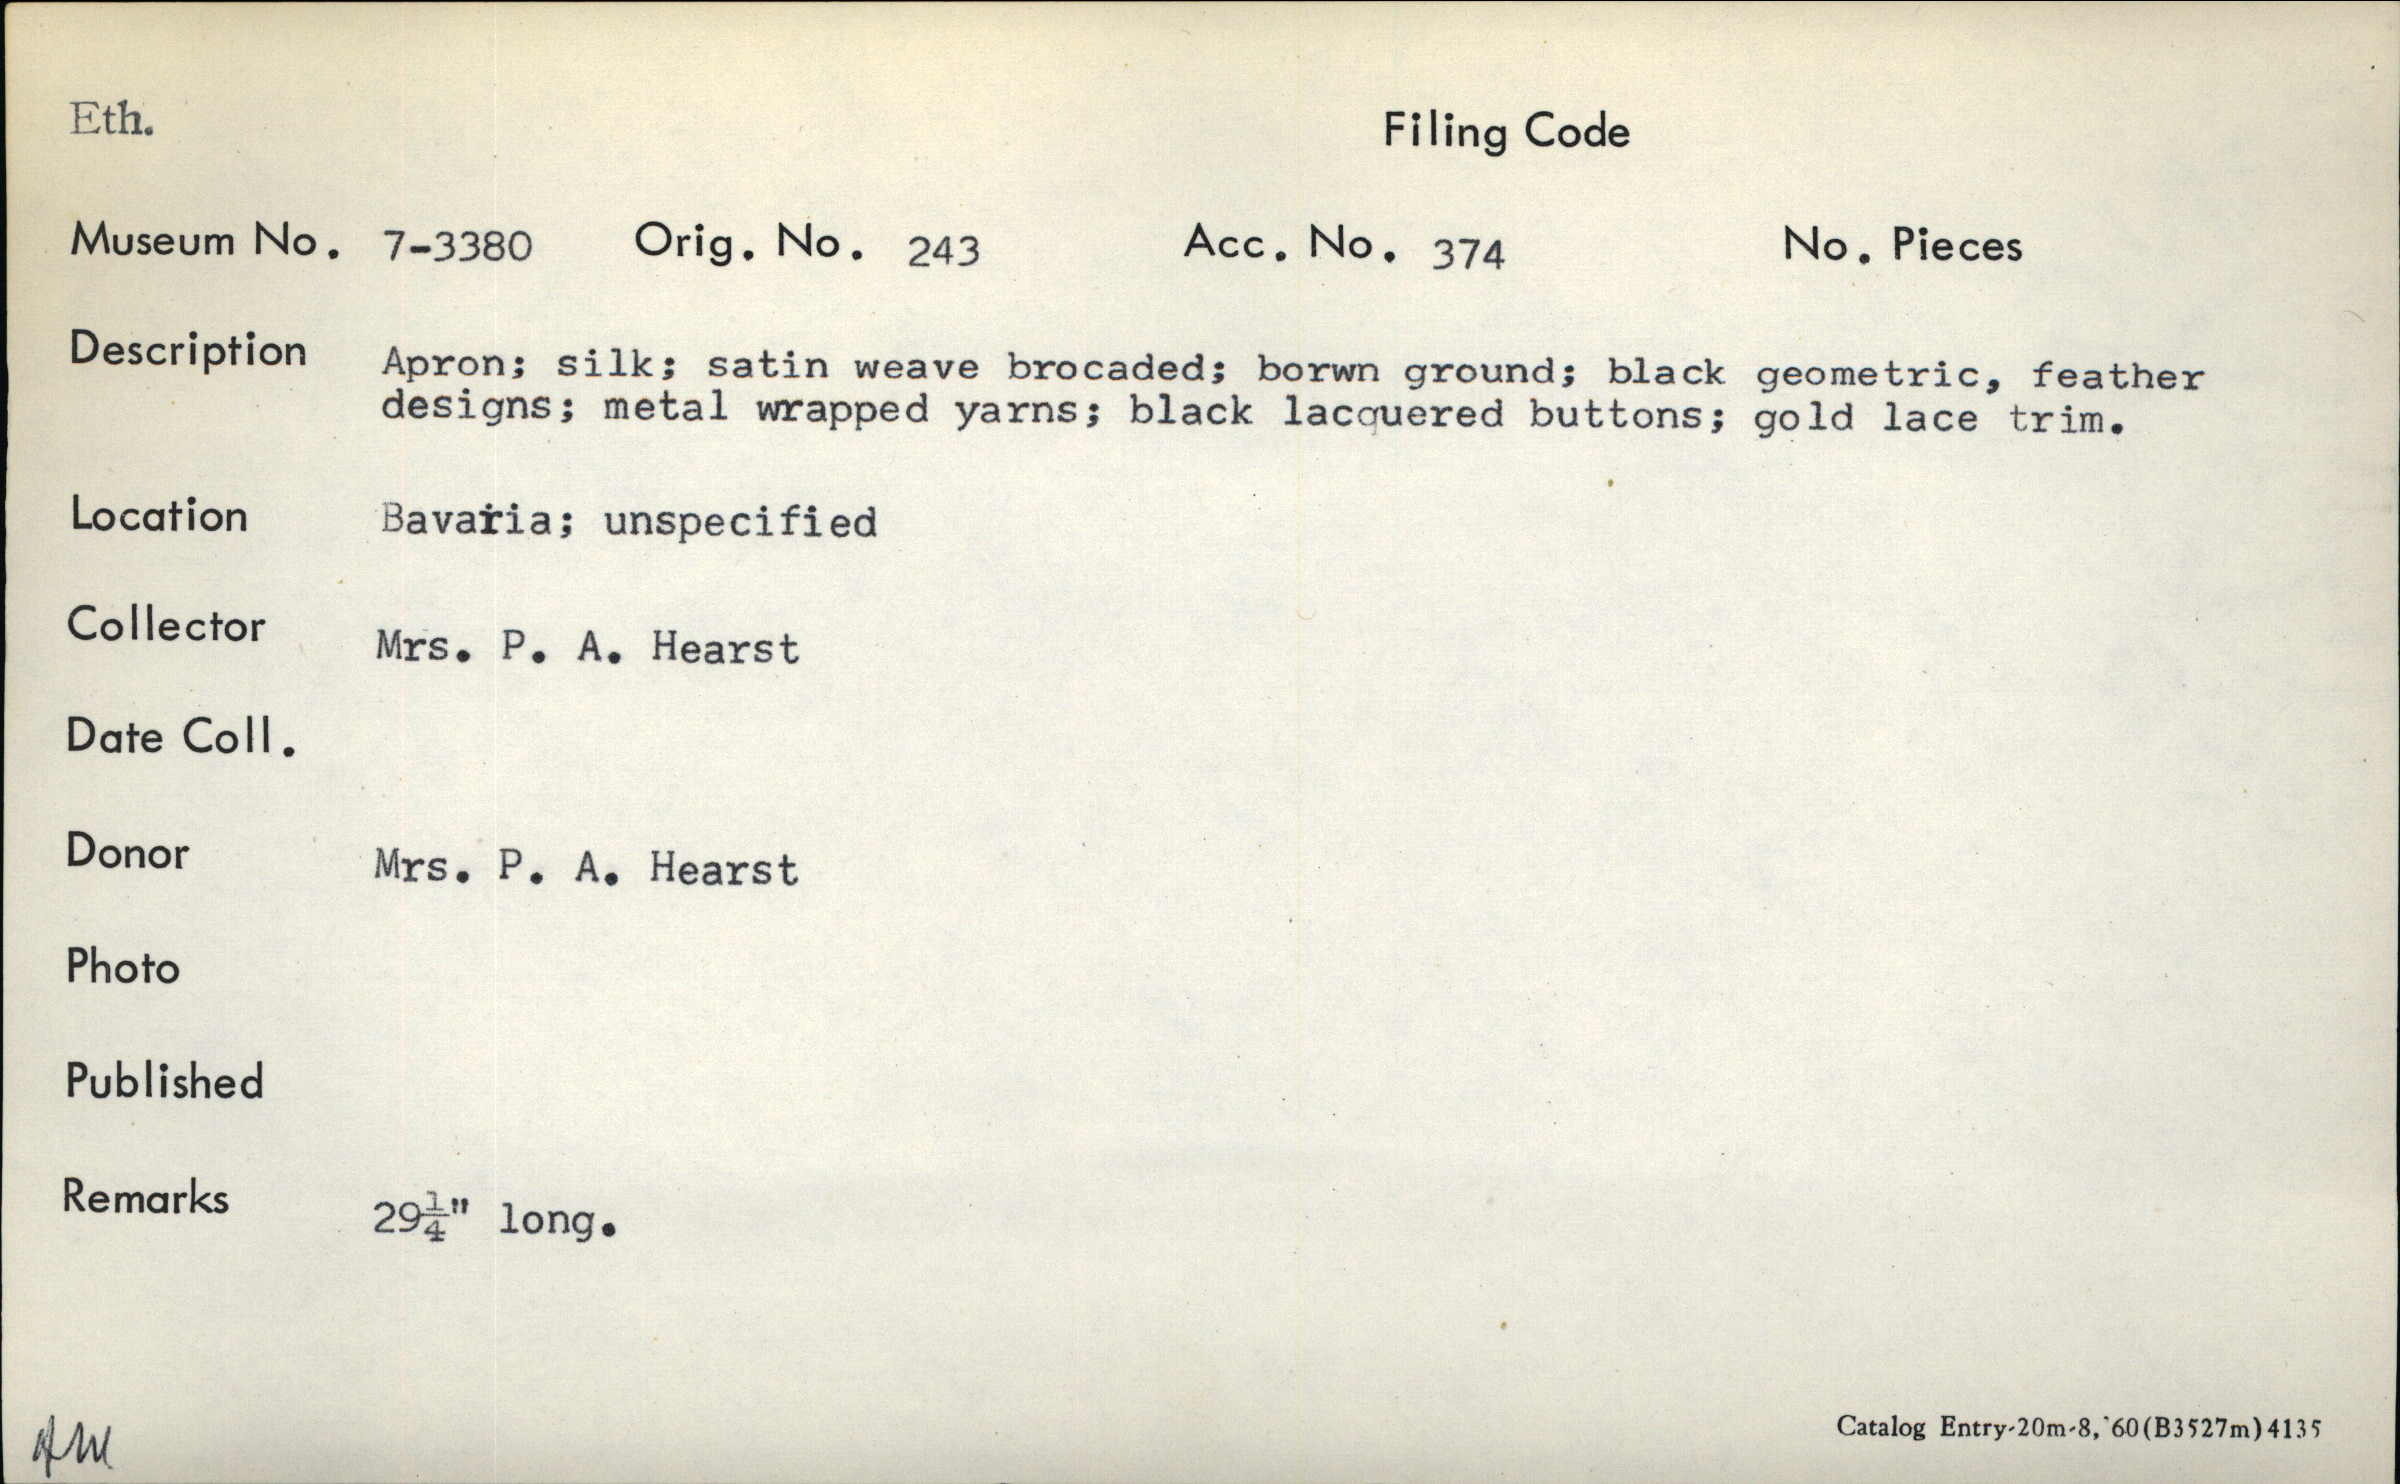 Eth.
Filing Code
Museum No. 7-3380 Orig. No. 243 Acc. No. 374 No. Pieces
Description Apron; silk; satin weave brocaded; borwn ground; black geometric, feather
designs; metal wrapped yarns; black lacquered buttons; gold lace trim.
Location Bavaria; unspecified
Collector Mrs. P. A. Hearst
Date Coll.
Donor Mrs. P. A. Hearst
Photo
Published
Remarks 29¼" long.
Catalog Entry-20m-8,'60(B3527m)4135